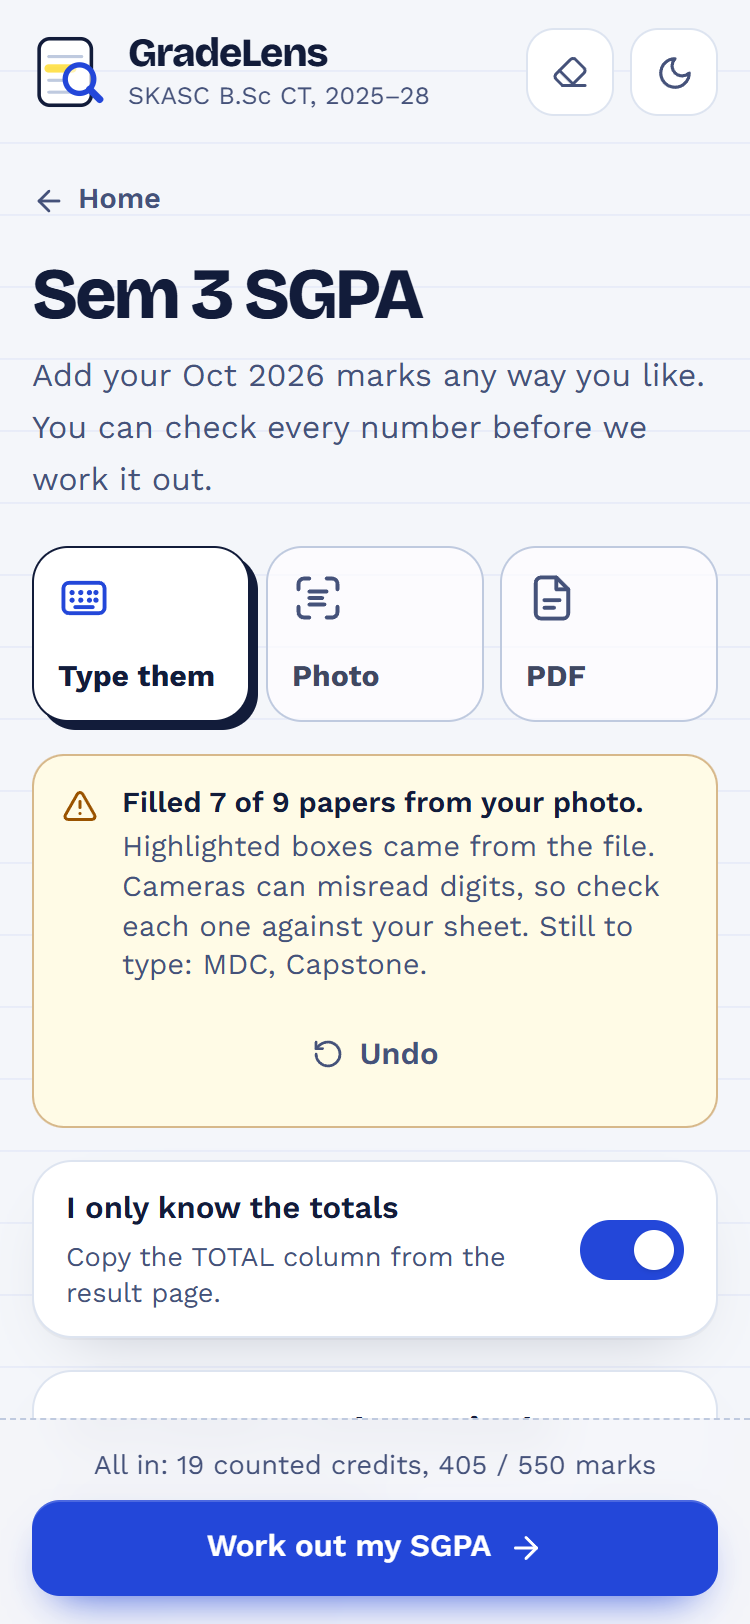 GradeLens
SKASC B.Sc CT, 2025–28
Home
Sem 3 SGPA
Add your Oct 2026 marks any way you like.
You can check every number before we
work it out.
Type them
Photo
PDF
Filled 7 of 9 papers from your photo.
Highlighted boxes came from the file.
Cameras can misread digits, so check
each one against your sheet. Still to
type: MDC, Capstone.
Undo
I only know the totals
Copy the TOTAL column from the
result page.
All in: 19 counted credits, 405 / 550 marks
Work out my SGPA